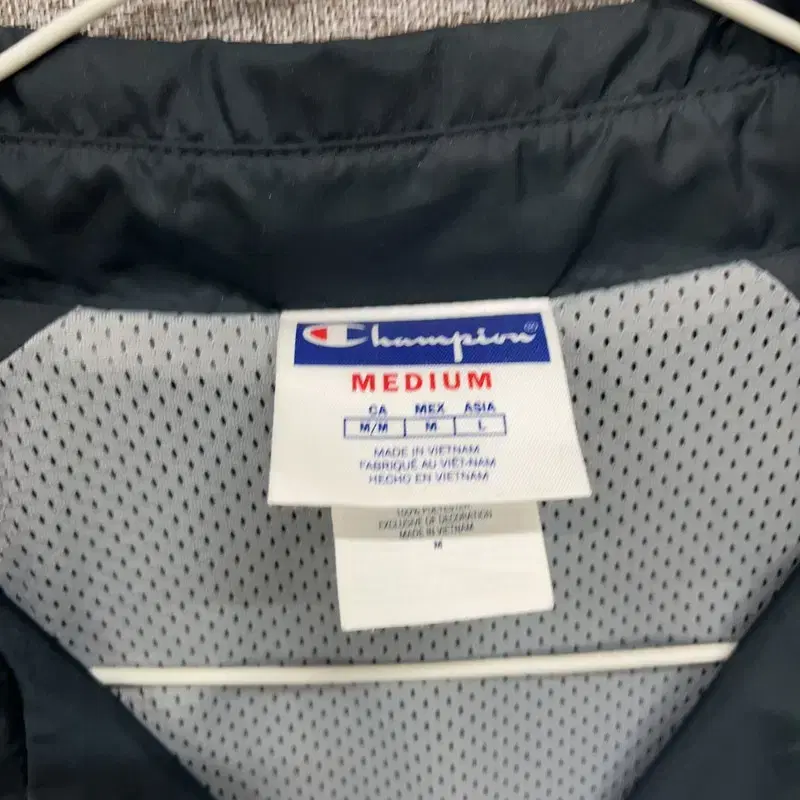 Champion®
MEDIUM
CA MEX ASIA
M/M M L
MADE IN VIETNAM
FABRIQUÉ AU VIÊT-NAM
HECHO EN VIETNAM
100% POLYESTER
EXCLUSIVE OF DECORATION
MADE IN VIETNAM
M